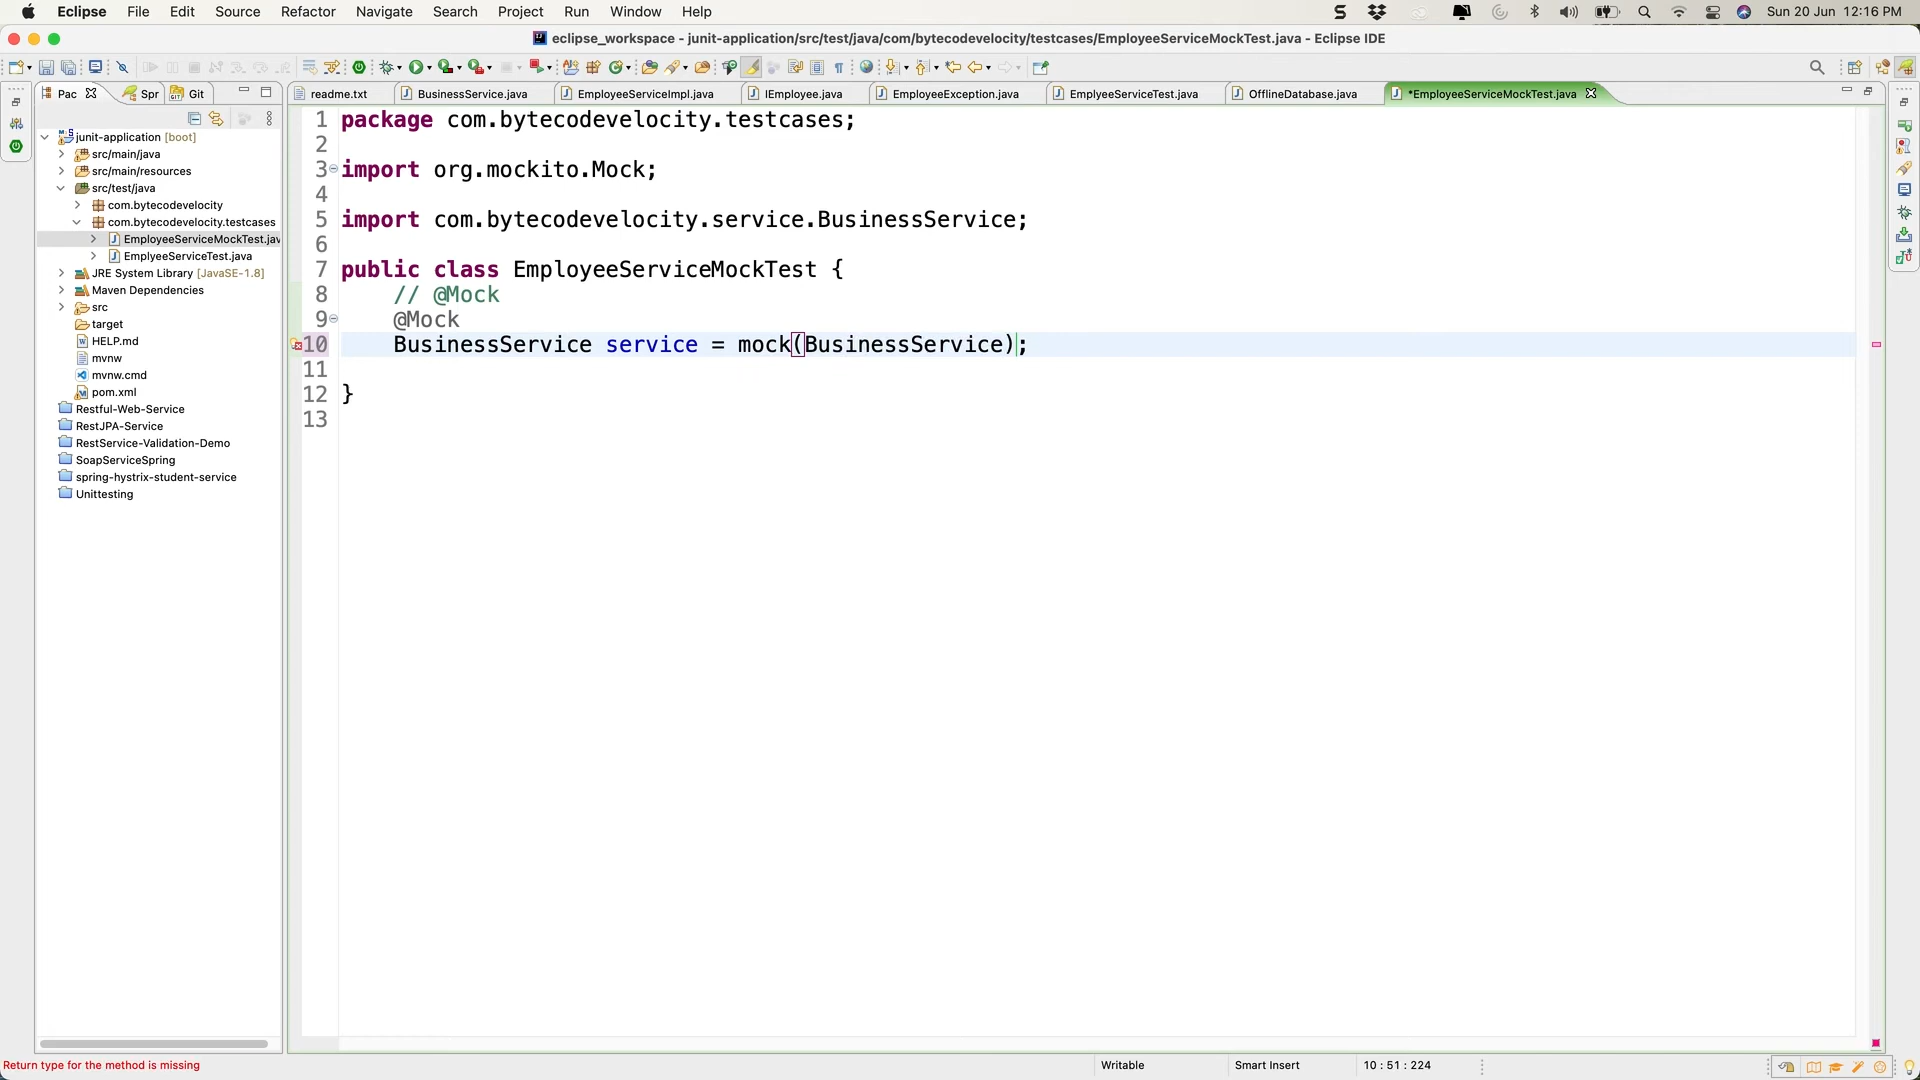 Eclipse File Edit Source Refactor Navigate Search Project Run Window Help Sun 20 Jun 12:16 PM
eclipse_workspace - junit-application/src/test/java/com/bytecodevelocity/testcases/EmployeeServiceMockTest.java - Eclipse IDE
Pac Spr Git
readme.txt BusinessService.java EmployeeServiceImpl.java IEmployee.java EmployeeException.java EmplyeeServiceTest.java OfflineDatabase.java *EmployeeServiceMockTest.java
junit-application [boot]
src/main/java
src/main/resources
src/test/java
com.bytecodevelocity
com.bytecodevelocity.testcases
EmployeeServiceMockTest.jav
EmplyeeServiceTest.java
JRE System Library [JavaSE-1.8]
Maven Dependencies
src
target
HELP.md
mvnw
mvnw.cmd
pom.xml
Restful-Web-Service
RestJPA-Service
RestService-Validation-Demo
SoapServiceSpring
spring-hystrix-student-service
Unittesting
1 package com.bytecodevelocity.testcases;
2
3 import org.mockito.Mock;
4
5 import com.bytecodevelocity.service.BusinessService;
6
7 public class EmployeeServiceMockTest {
8 // @Mock
9 @Mock
10 BusinessService service = mock(BusinessService);
11
12 }
13
Return type for the method is missing Writable Smart Insert 10 : 51 : 224